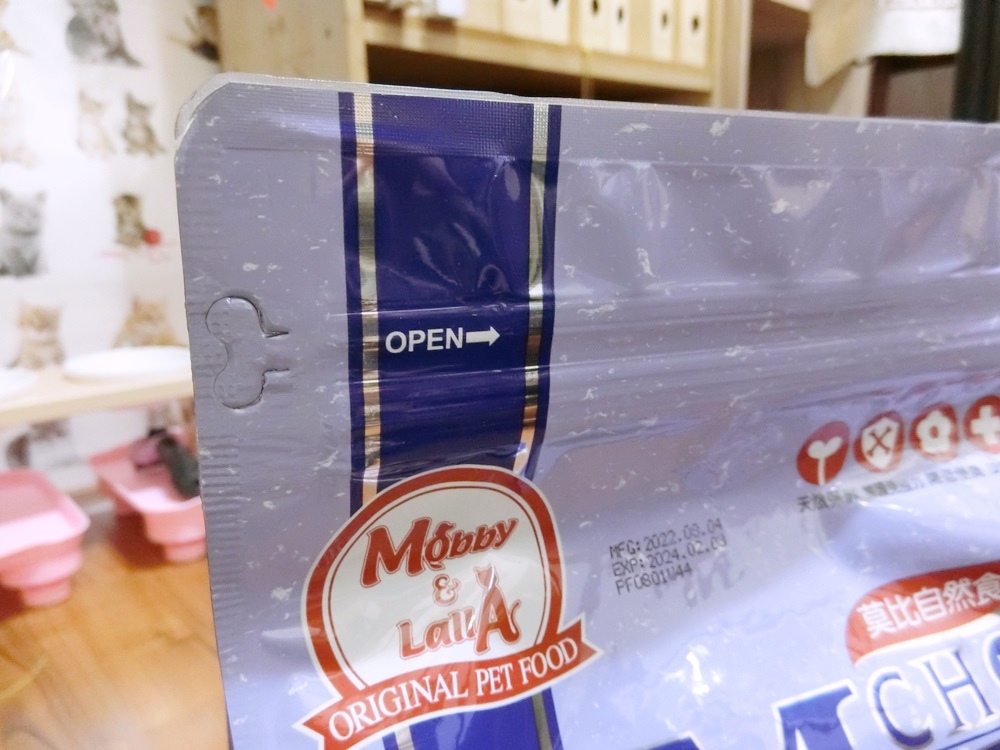 OPEN
Mobby
&
LallA
ORIGINAL PET FOOD
MFG:2022.08.04
EXP:2024.02.03
莫比自然食
CHO